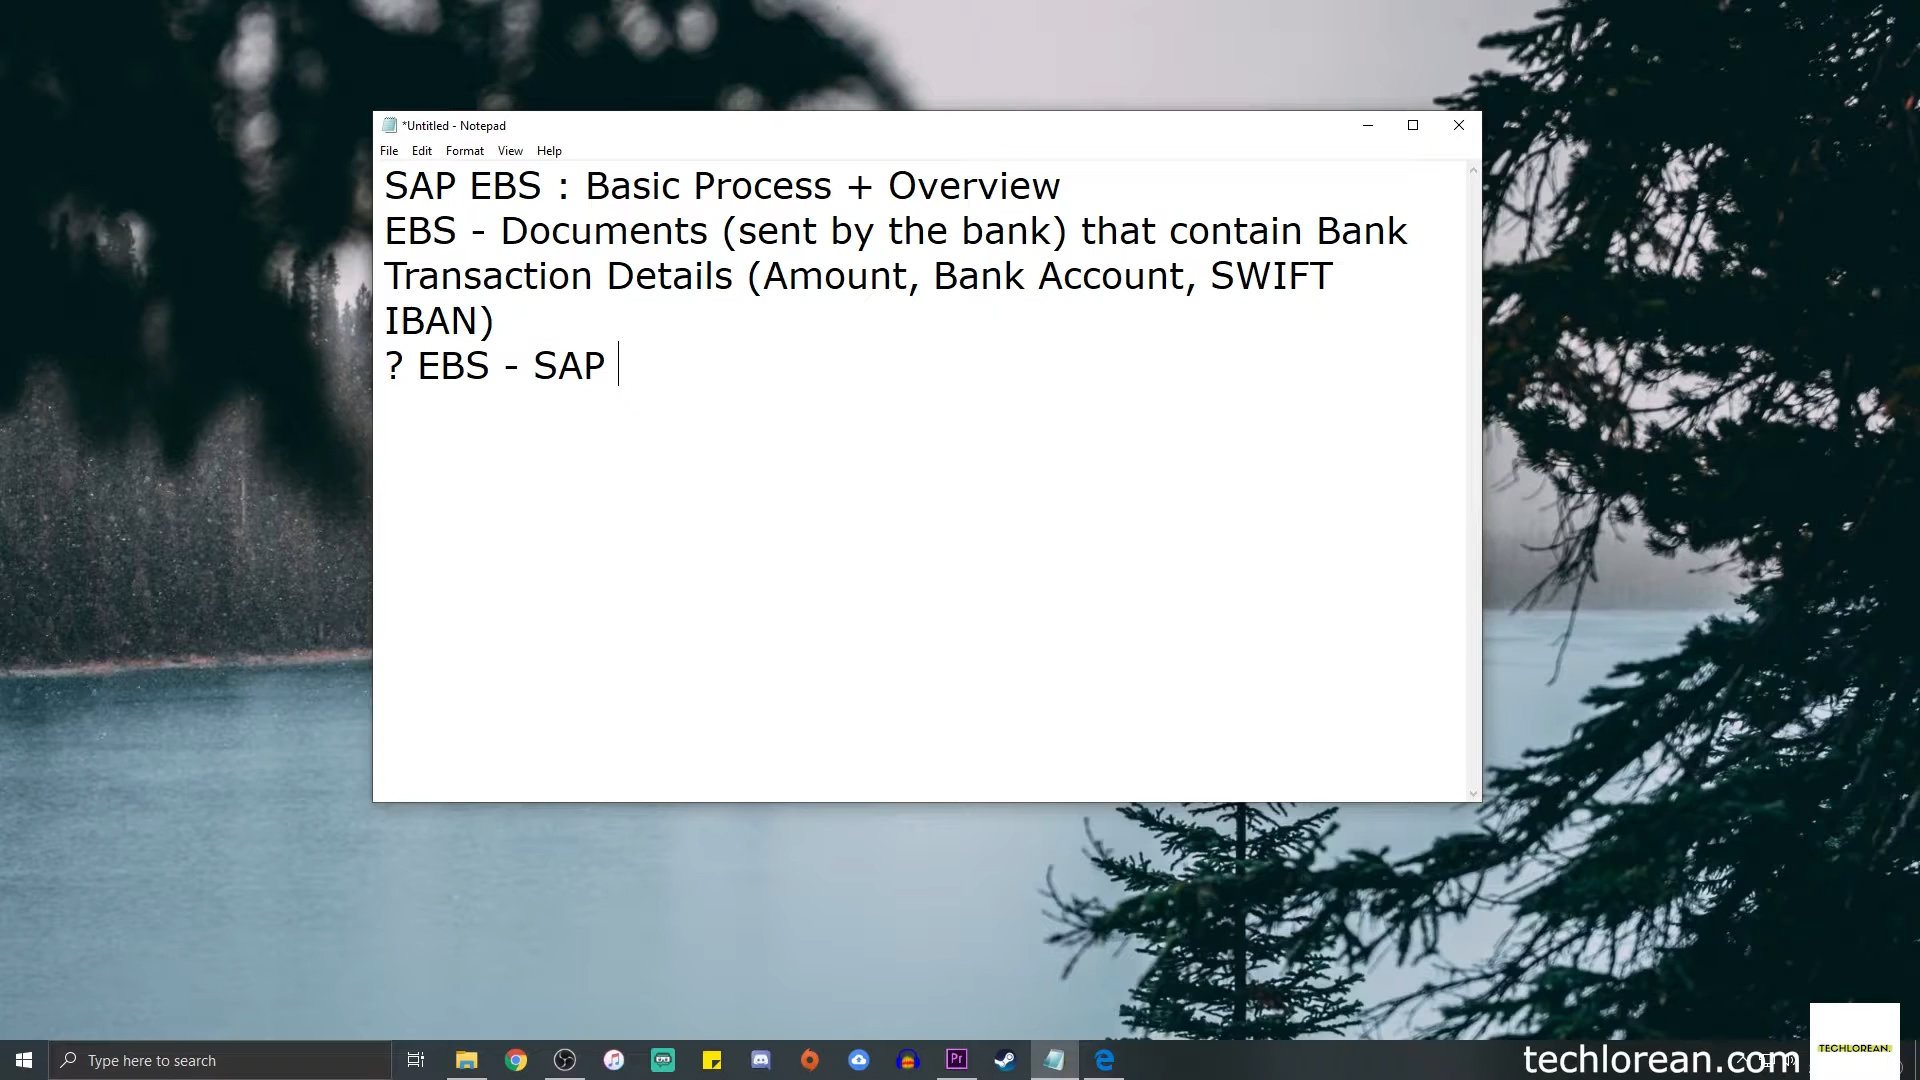 *Untitled - Notepad
File Edit Format View Help
SAP EBS : Basic Process + Overview
EBS - Documents (sent by the bank) that contain Bank
Transaction Details (Amount, Bank Account, SWIFT
IBAN)
? EBS - SAP
Type here to search
Pr
techlorean.com
TECHLOREAN.